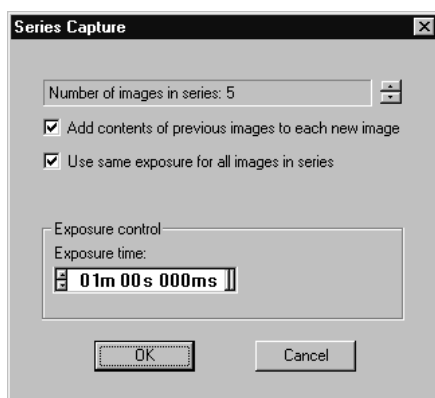 Series Capture
Number of images in series: 5
Add contents of previous images to each new image
Use same exposure for all images in series
Exposure control
Exposure time:
01m 00s 000ms
OK
Cancel